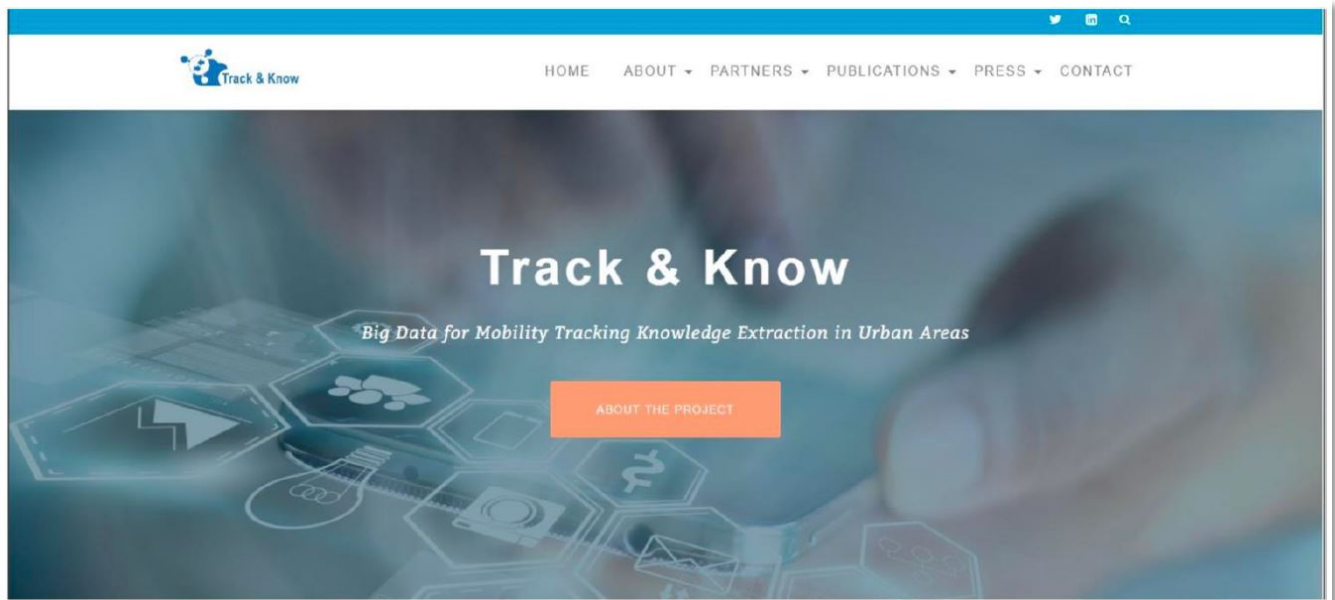 Track & Know
HOME ABOUT PARTNERS PUBLICATIONS PRESS CONTACT
Track & Know
Big Data for Mobility Tracking Knowledge Extraction in Urban Areas
ABOUT THE PROJECT